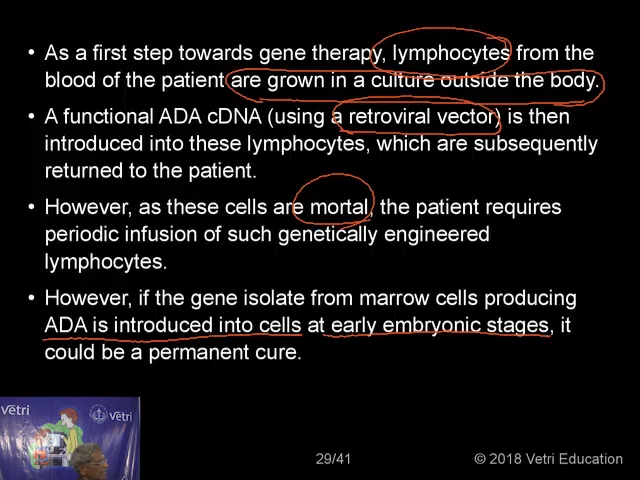 • As a first step towards gene therapy, lymphocytes from the
blood of the patient are grown in a culture outside the body.
• A functional ADA cDNA (using a retroviral vector) is then
introduced into these lymphocytes, which are subsequently
returned to the patient.
• However, as these cells are mortal, the patient requires
periodic infusion of such genetically engineered
lymphocytes.
• However, if the gene isolate from marrow cells producing
ADA is introduced into cells at early embryonic stages, it
could be a permanent cure.
vetri
vetri
29/41
© 2018 Vetri Education